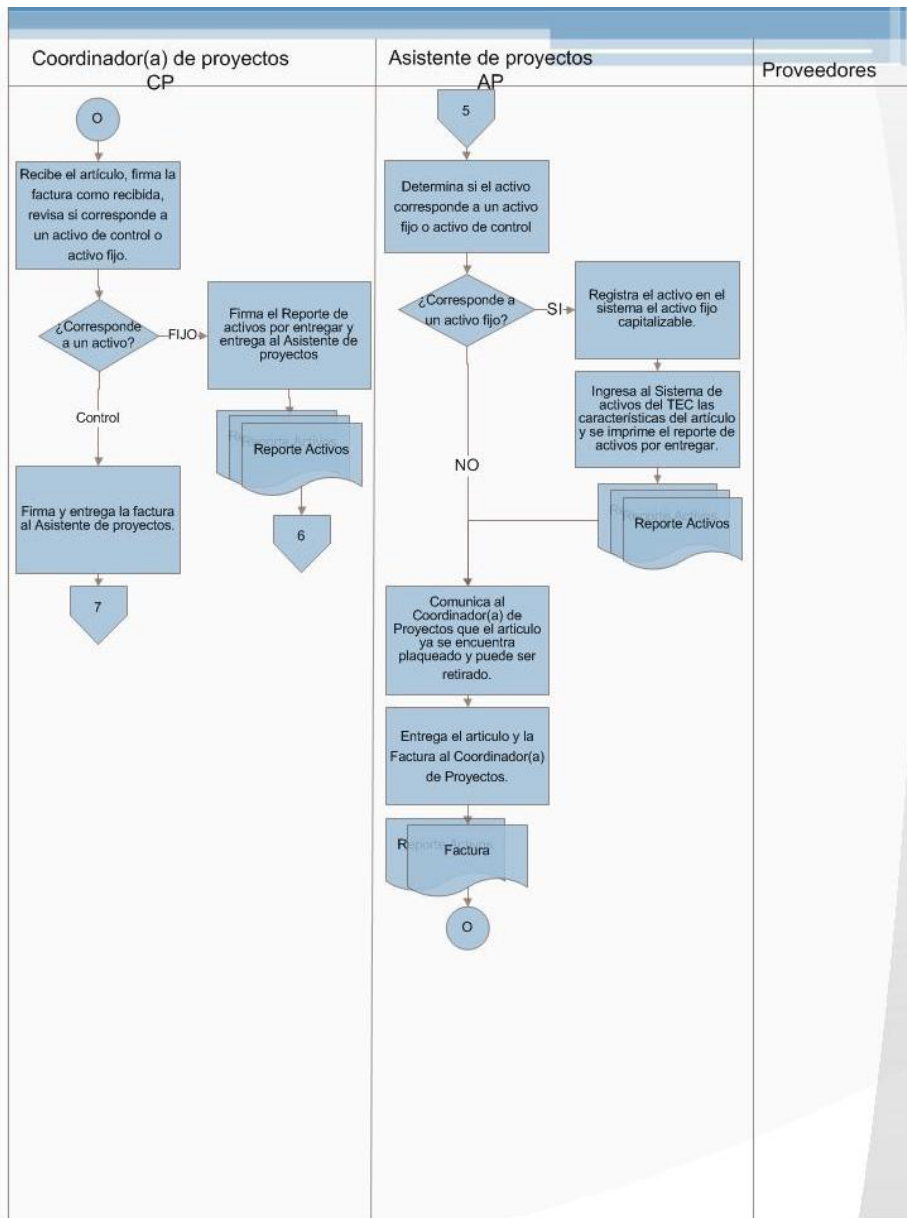 Coordinador(a) de proyectos
CP
Asistente de proyectos
AP
Proveedores
O
Recibe el artículo, firma la
factura como recibida,
revisa si corresponde a
un activo de control o
activo fijo.
¿Corresponde
a un activo?
FIJO
Firma el Reporte de
activos por entregar y
entrega al Asistente de
proyectos
Reporte Activos
6
Control
Firma y entrega la factura
al Asistente de proyectos.
7
5
Determina si el activo
corresponde a un activo
fijo o activo de control
¿Corresponde a
un activo fijo?
SI
Registra el activo en el
sistema el activo fijo
capitalizable.
Ingresa al Sistema de
activos del TEC las
características del artículo
y se imprime el reporte de
activos por entregar.
Reporte Activos
NO
Comunica al
Coordinador(a) de
Proyectos que el articulo
ya se encuentra
plaqueado y puede ser
retirado.
Entrega el articulo y la
Factura al Coordinador(a)
de Proyectos.
Reporte Activos
Factura
O